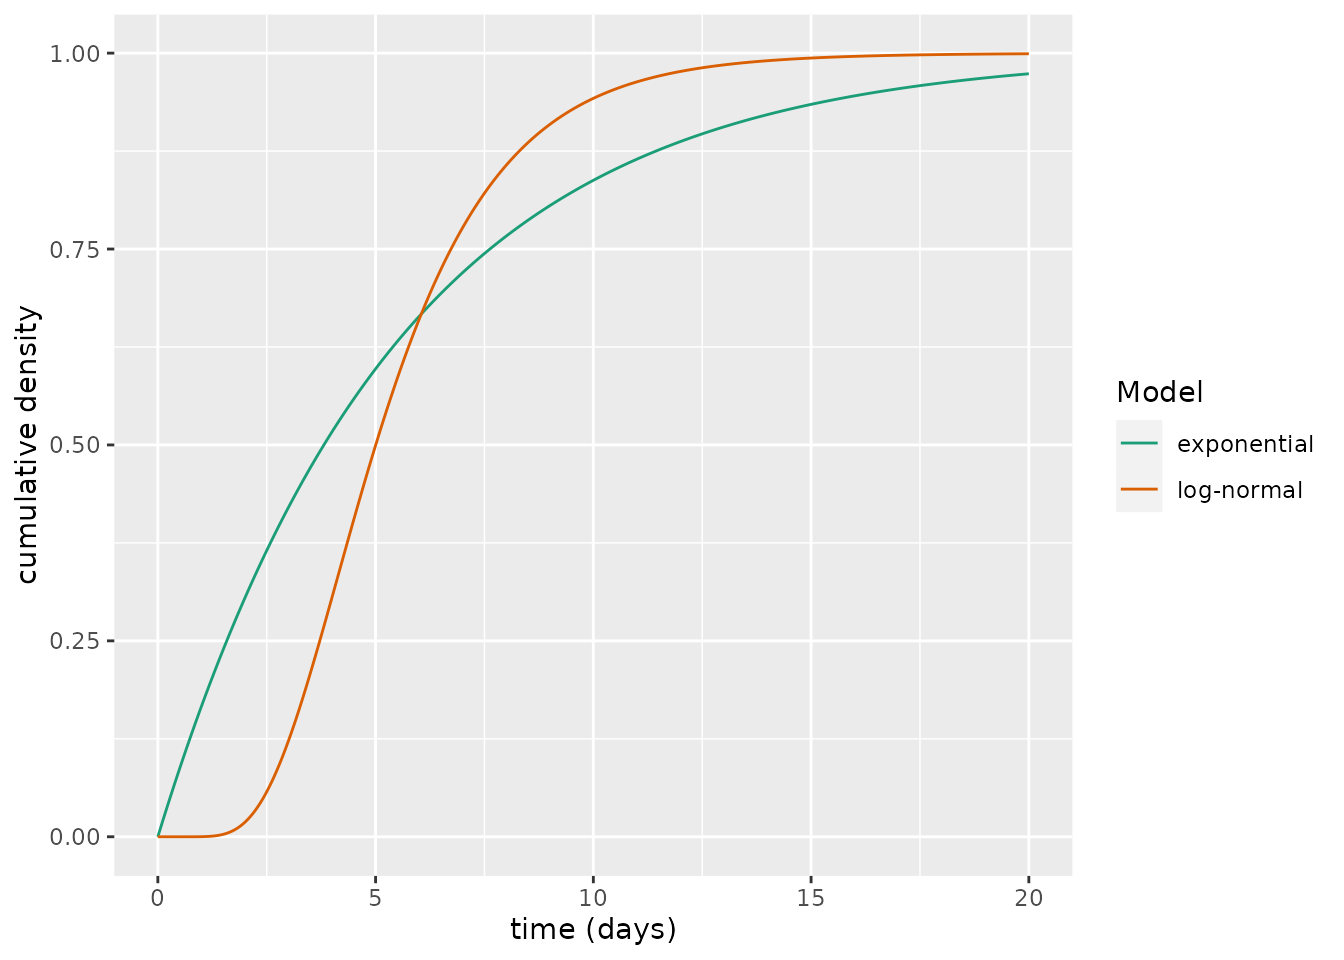 1.00
0.75
0.50
0.25
0.00
cumulative density
0 5 10 15 20
time (days)
Model
exponential
log-normal